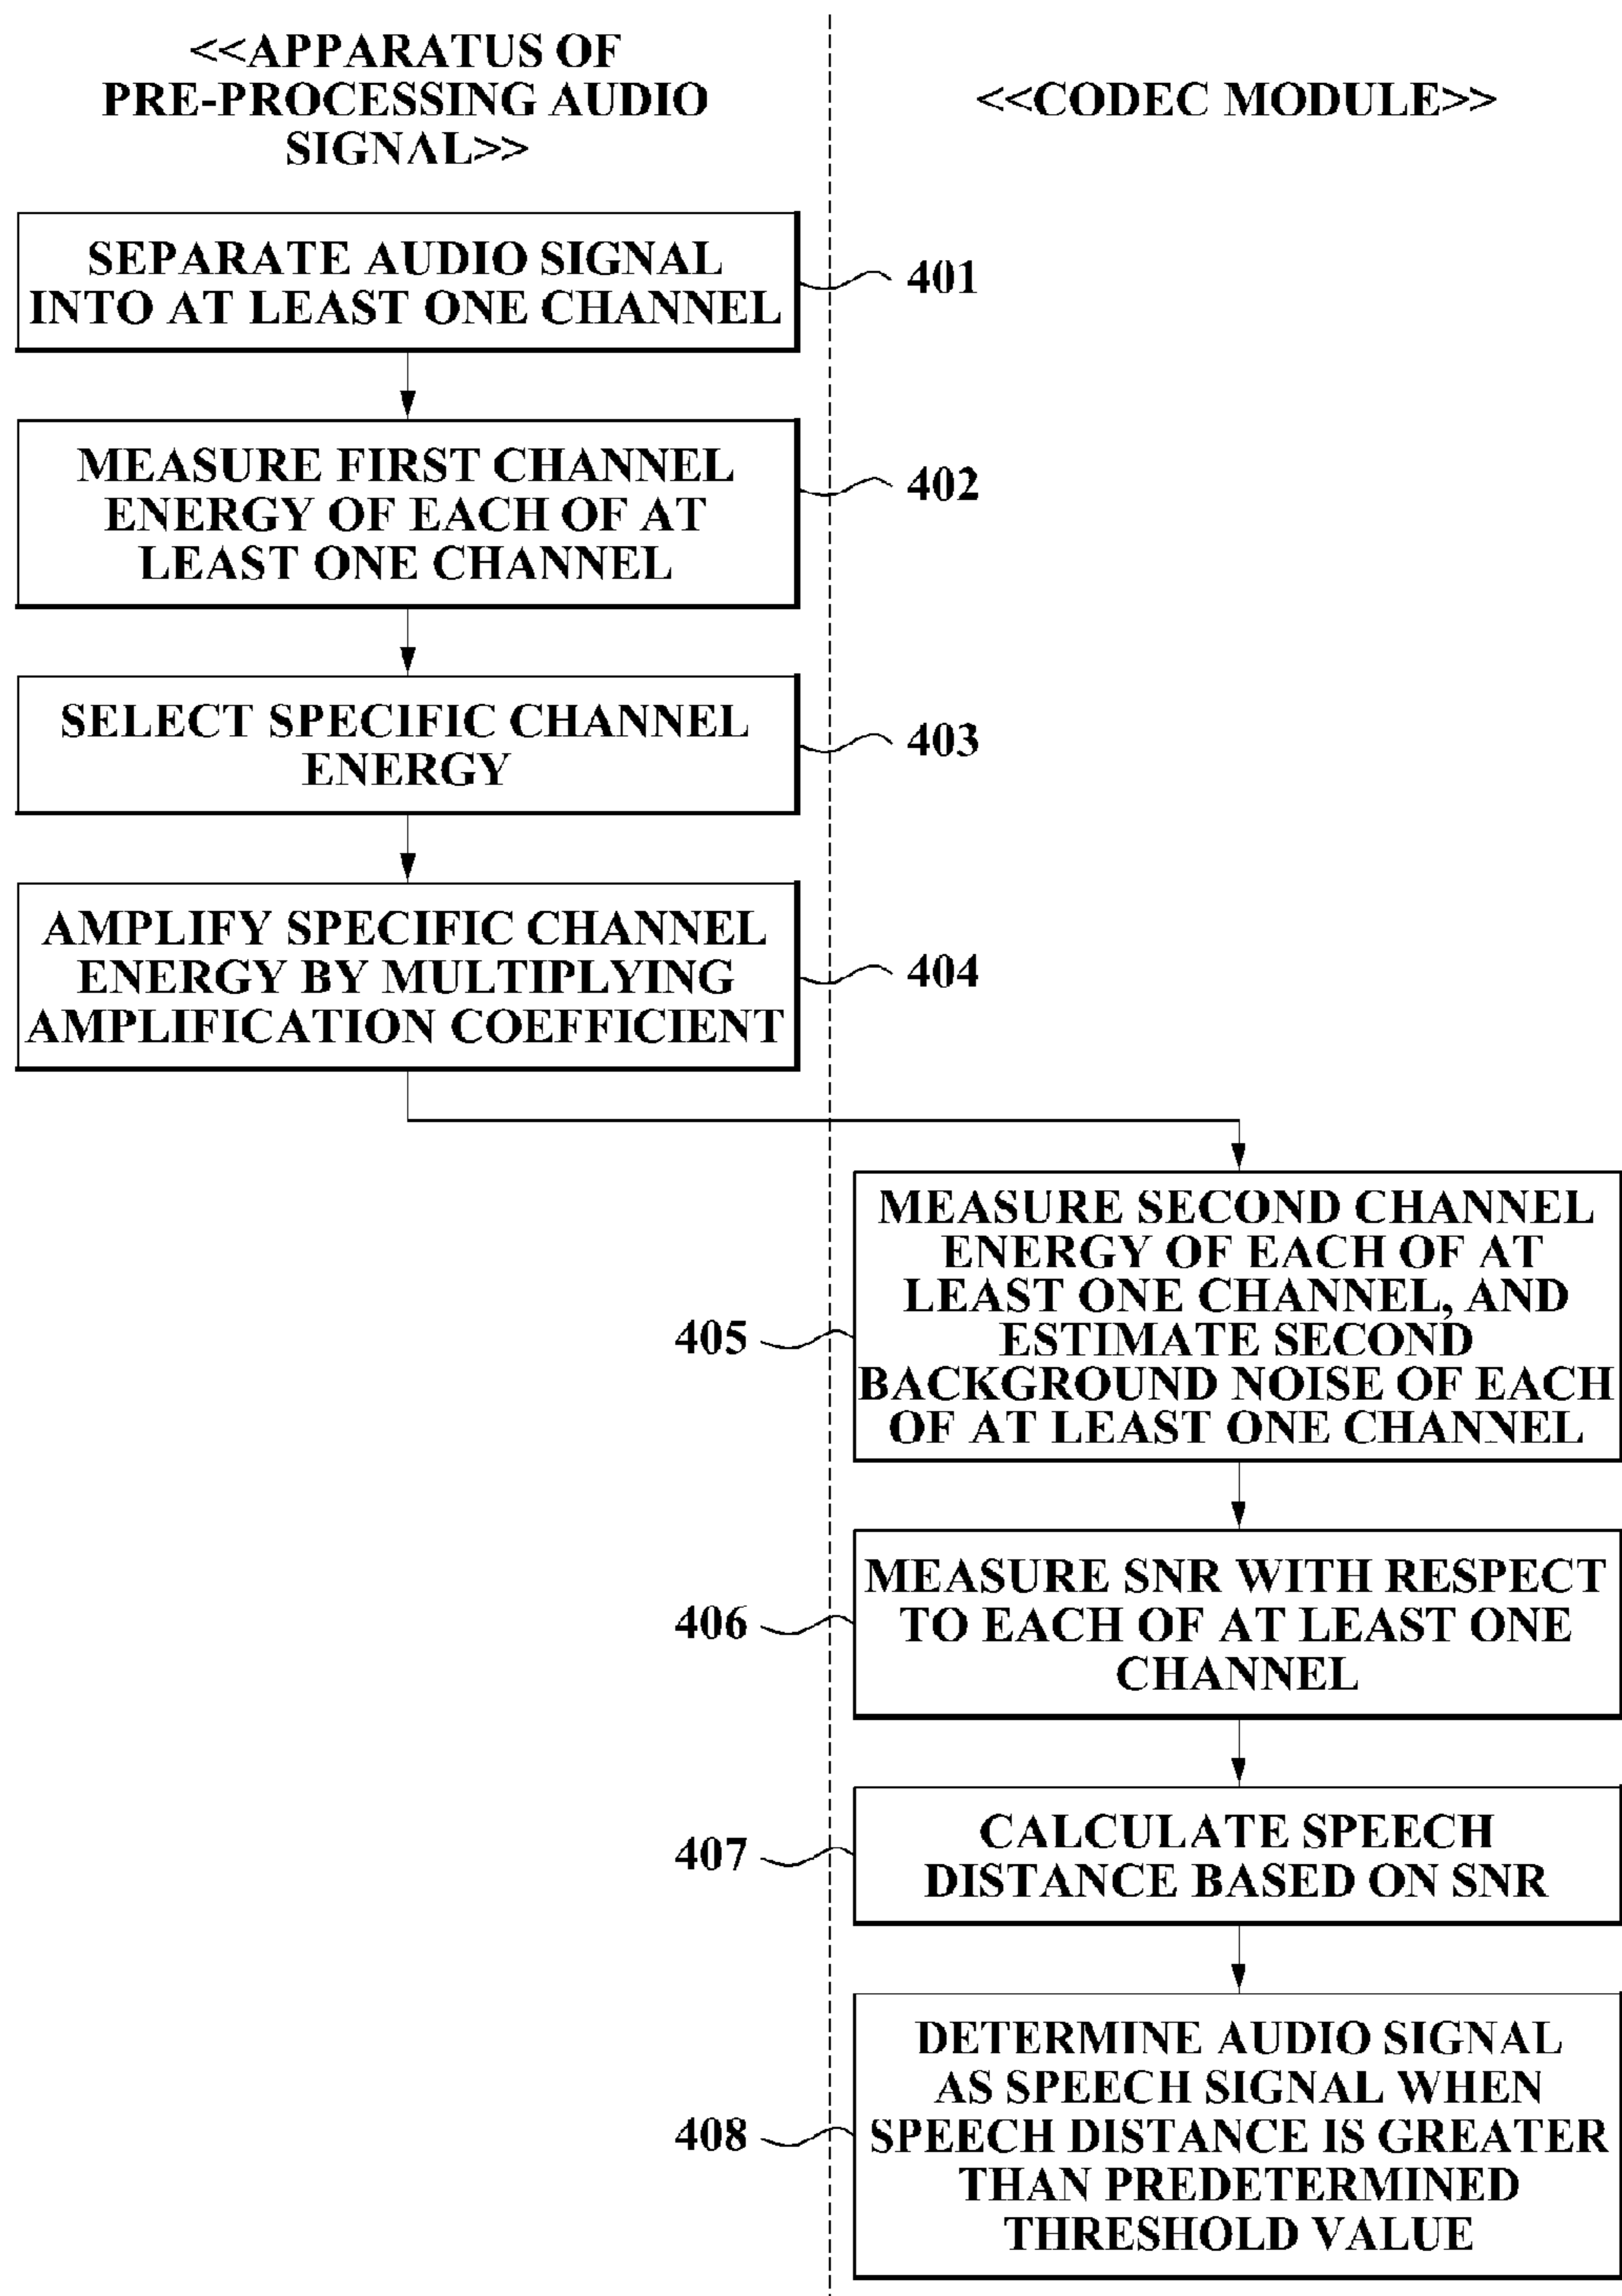 <<APPARATUS OF
PRE-PROCESSING AUDIO
SIGNAL>>
<<CODEC MODULE>>
SEPARATE AUDIO SIGNAL
INTO AT LEAST ONE CHANNEL
401
MEASURE FIRST CHANNEL
ENERGY OF EACH OF AT
LEAST ONE CHANNEL
402
SELECT SPECIFIC CHANNEL
ENERGY
403
AMPLIFY SPECIFIC CHANNEL
ENERGY BY MULTIPLYING
AMPLIFICATION COEFFICIENT
404
MEASURE SECOND CHANNEL
ENERGY OF EACH OF AT
LEAST ONE CHANNEL, AND
ESTIMATE SECOND
BACKGROUND NOISE OF EACH
OF AT LEAST ONE CHANNEL
405
MEASURE SNR WITH RESPECT
TO EACH OF AT LEAST ONE
CHANNEL
406
CALCULATE SPEECH
DISTANCE BASED ON SNR
407
DETERMINE AUDIO SIGNAL
AS SPEECH SIGNAL WHEN
SPEECH DISTANCE IS GREATER
THAN PREDETERMINED
THRESHOLD VALUE
408